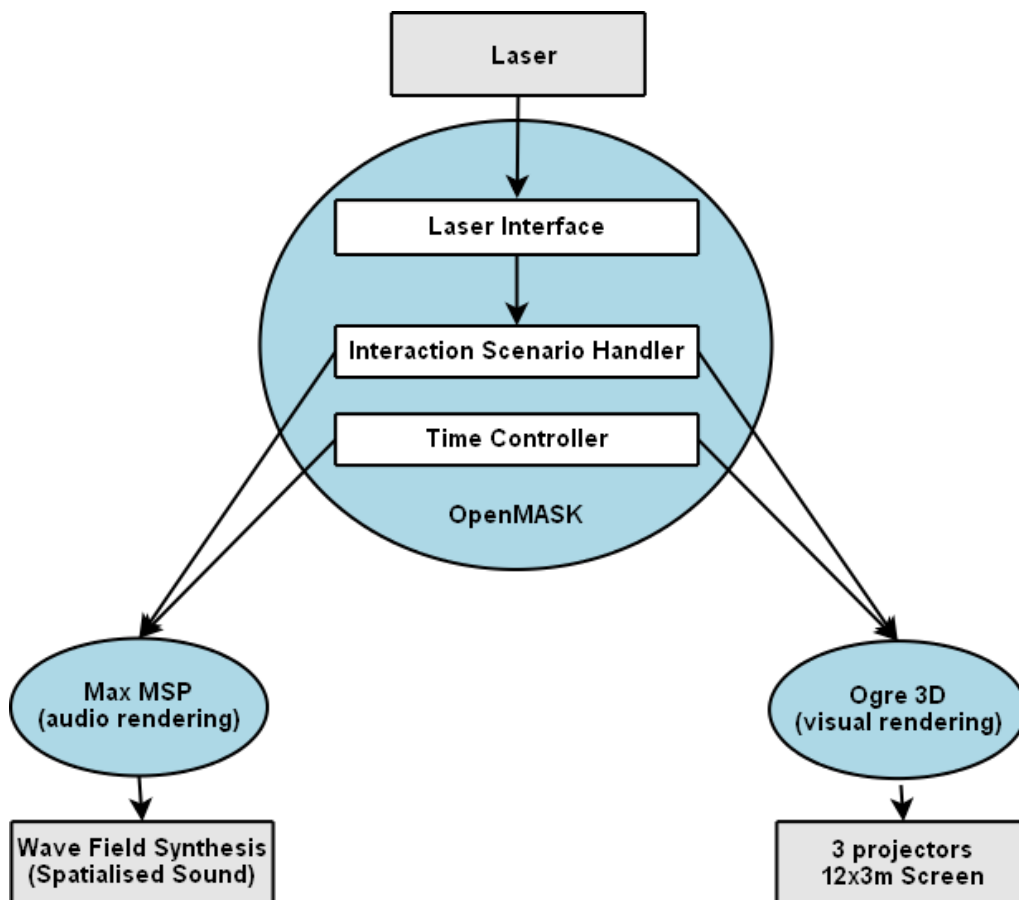 Laser
Laser Interface
Interaction Scenario Handler
Time Controller
OpenMASK
Max MSP
(audio rendering)
Ogre 3D
(visual rendering)
Wave Field Synthesis
(Spatialised Sound)
3 projectors
12x3m Screen